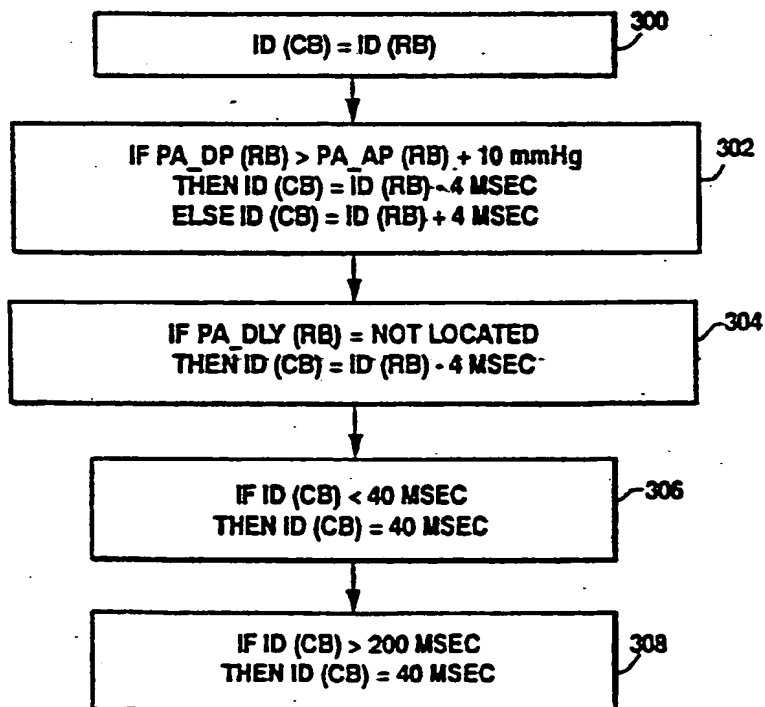 ID (CB) = ID (RB)
300
IF PA_DP (RB) > PA_AP (RB) + 10 mmHg
THEN ID (CB) = ID (RB) - 4 MSEC
ELSE ID (CB) = ID (RB) + 4 MSEC
302
IF PA_DLY (RB) = NOT LOCATED
THEN ID (CB) = ID (RB) - 4 MSEC
304
IF ID (CB) < 40 MSEC
THEN ID (CB) = 40 MSEC
306
IF ID (CB) > 200 MSEC
THEN ID (CB) = 40 MSEC
308